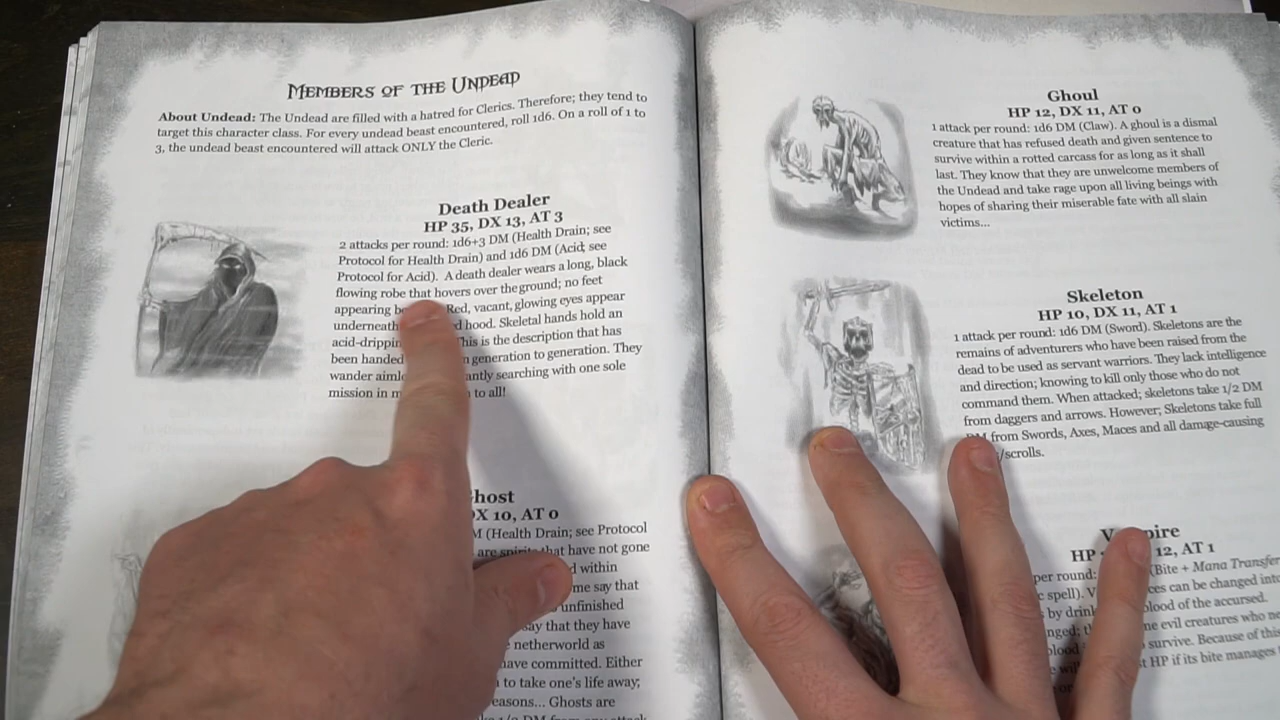 Members of the Undead
About Undead: The Undead are filled with a hatred for Clerics. Therefore; they tend to
target this character class. For every undead beast encountered, roll 1d6. On a roll of 1 to
3, the undead beast encountered will attack ONLY the Cleric.
Death Dealer
HP 35, DX 13, AT 3
2 attacks per round: 1d6+3 DM (Health Drain; see
Protocol for Health Drain) and 1d6 DM (Acid; see
Protocol for Acid). A death dealer wears a long, black
flowing robe that hovers over the ground; no feet
appearing Red, vacant, glowing eyes appear
underneath hood. Skeletal hands hold an
This is the description that has
been handed generation to generation. They
wander searching with one sole
mission in to all!
DX 10, AT 0
(Health Drain; see Protocol
are spirits that have not gone
within
say that
unfinished
say that they have
netherworld as
have committed. Either
to take one's life away;
Ghosts are
Ghoul
HP 12, DX 11, AT 0
1 attack per round: 1d6 DM (Claw). A ghoul is a dismal
creature that has refused death and given sentence to
survive within a rotted carcass for as long as it shall
last. They know that they are unwelcome members of
the Undead and take rage upon all living beings with
hopes of sharing their miserable fate with all slain
victims...
Skeleton
HP 10, DX 11, AT 1
1 attack per round: 1d6 DM (Sword). Skeletons are the
remains of adventurers who have been raised from the
dead to be used as servant warriors. They lack intelligence
and direction; knowing to kill only those who do not
command them. When attacked; skeletons take 1/2 DM
from daggers and arrows. However; Skeletons take full
DM from Swords, Axes, Maces and all damage-causing
/scrolls.
Vampire
HP 12, AT 1
per round: (Bite + Mana Transfer
spell). can be changed into
by blood of the accursed.
evil creatures who
blood survive. Because of this
HP if its bite manages